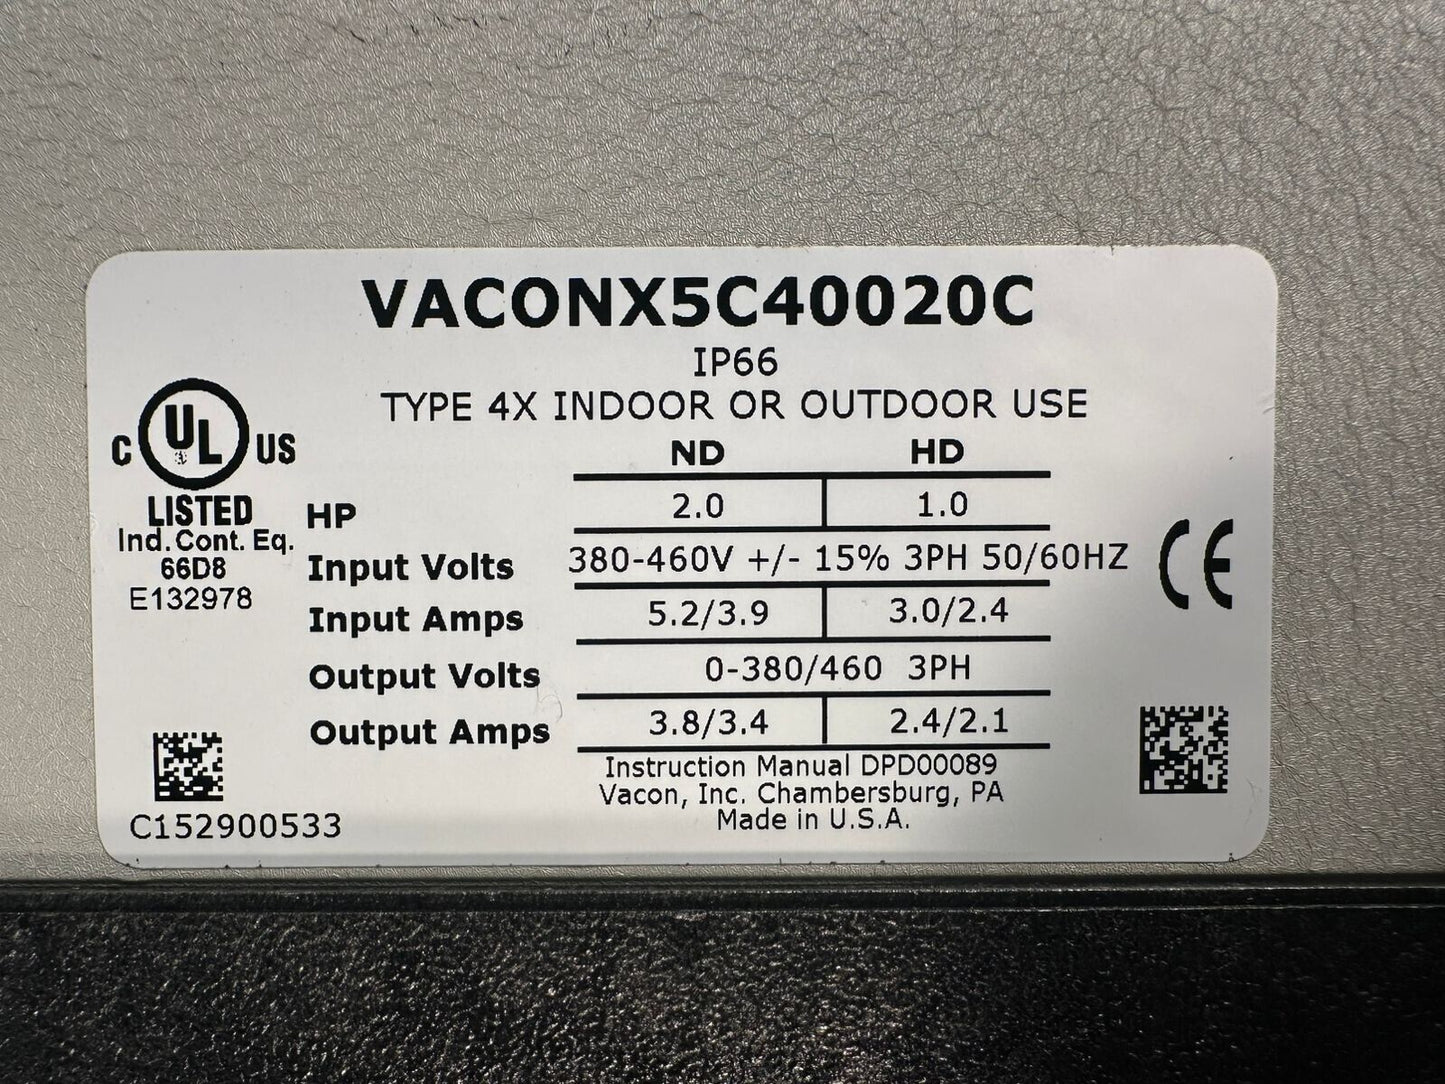 VACONX5C40020C
IP66
TYPE 4X INDOOR OR OUTDOOR USE
C UL US
LISTED
Ind. Cont. Eq.
66D8
E132978
ND HD
HP 2.0 1.0
Input Volts 380-460V +/- 15% 3PH 50/60HZ
Input Amps 5.2/3.9 3.0/2.4
Output Volts 0-380/460 3PH
Output Amps 3.8/3.4 2.4/2.1
CE
Instruction Manual DPD00089
Vacon, Inc. Chambersburg, PA
Made in U.S.A.
C152900533